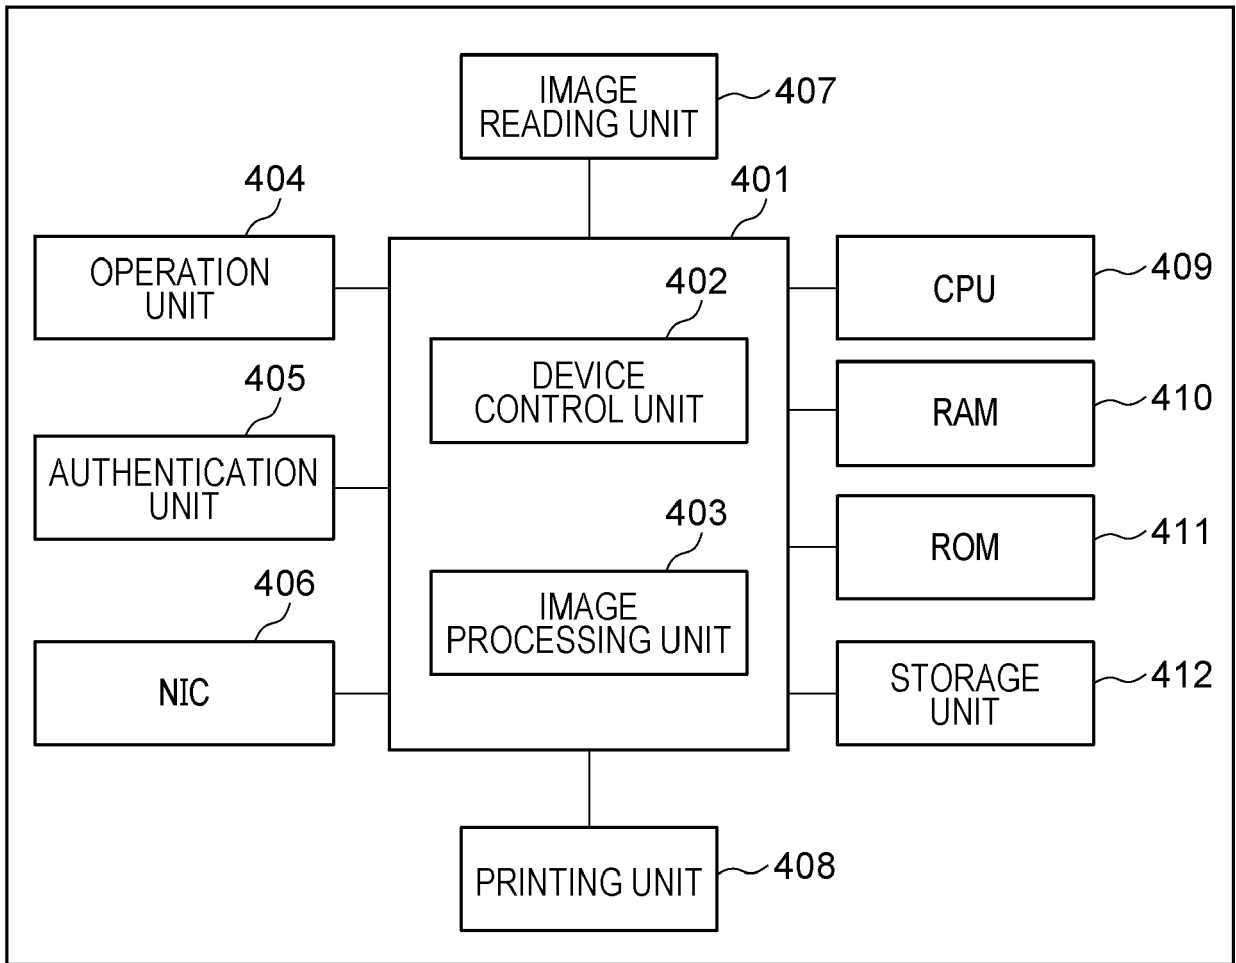 IMAGE
READING UNIT
407
404
401
OPERATION
UNIT
402
CPU
409
DEVICE
CONTROL UNIT
405
RAM
410
AUTHENTICATION
UNIT
403
ROM
411
406
IMAGE
PROCESSING UNIT
NIC
STORAGE
UNIT
412
PRINTING UNIT
408